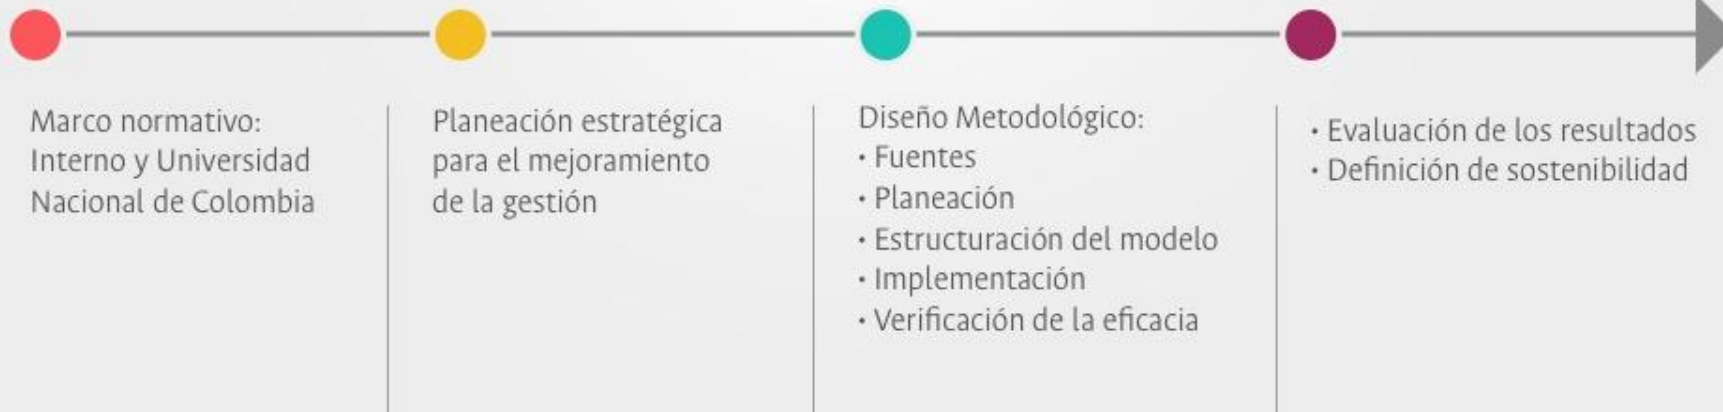 Marco normativo:
Interno y Universidad
Nacional de Colombia
Planeación estratégica
para el mejoramiento
de la gestión
Diseño Metodológico:
• Fuentes
• Planeación
• Estructuración del modelo
• Implementación
• Verificación de la eficacia
• Evaluación de los resultados
• Definición de sostenibilidad